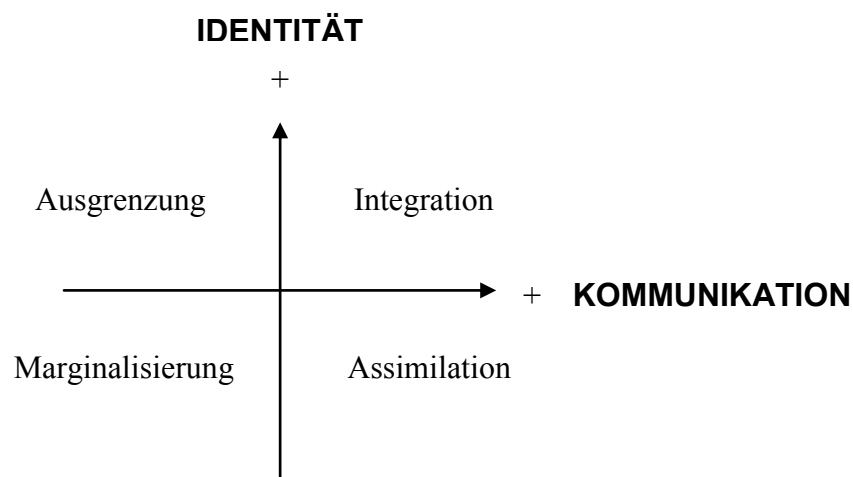 IDENTITÄT
+
Ausgrenzung Integration
+ KOMMUNIKATION
Marginalisierung Assimilation